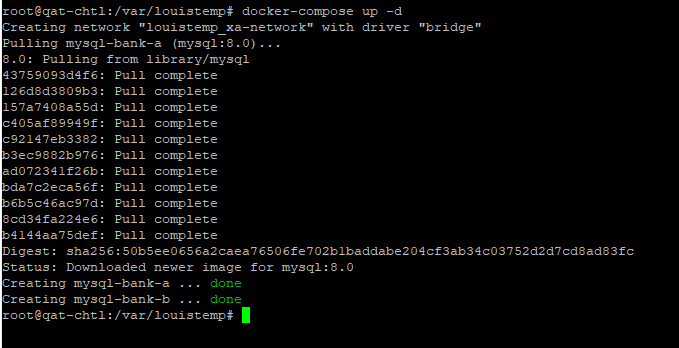 root@qat-chtl:/var/louistemp# docker-compose up -d
Creating network "louistemp_xa-network" with driver "bridge"
Pulling mysql-bank-a (mysql:8.0)...
8.0: Pulling from library/mysql
43759093d4f6: Pull complete
126d8d3809b3: Pull complete
157a7408a55d: Pull complete
c405af89949f: Pull complete
c92147eb3382: Pull complete
b3ec9882b976: Pull complete
ad072341f26b: Pull complete
bda7c2eca56f: Pull complete
b6b5c46ac97d: Pull complete
8cd34fa224e6: Pull complete
b4144aa75def: Pull complete
Digest: sha256:50b5ee0656a2caea76506fe702b1baddabe204cf3ab34c03752d2d7cd8ad83fc
Status: Downloaded newer image for mysql:8.0
Creating mysql-bank-a ... done
Creating mysql-bank-b ... done
root@qat-chtl:/var/louistemp#